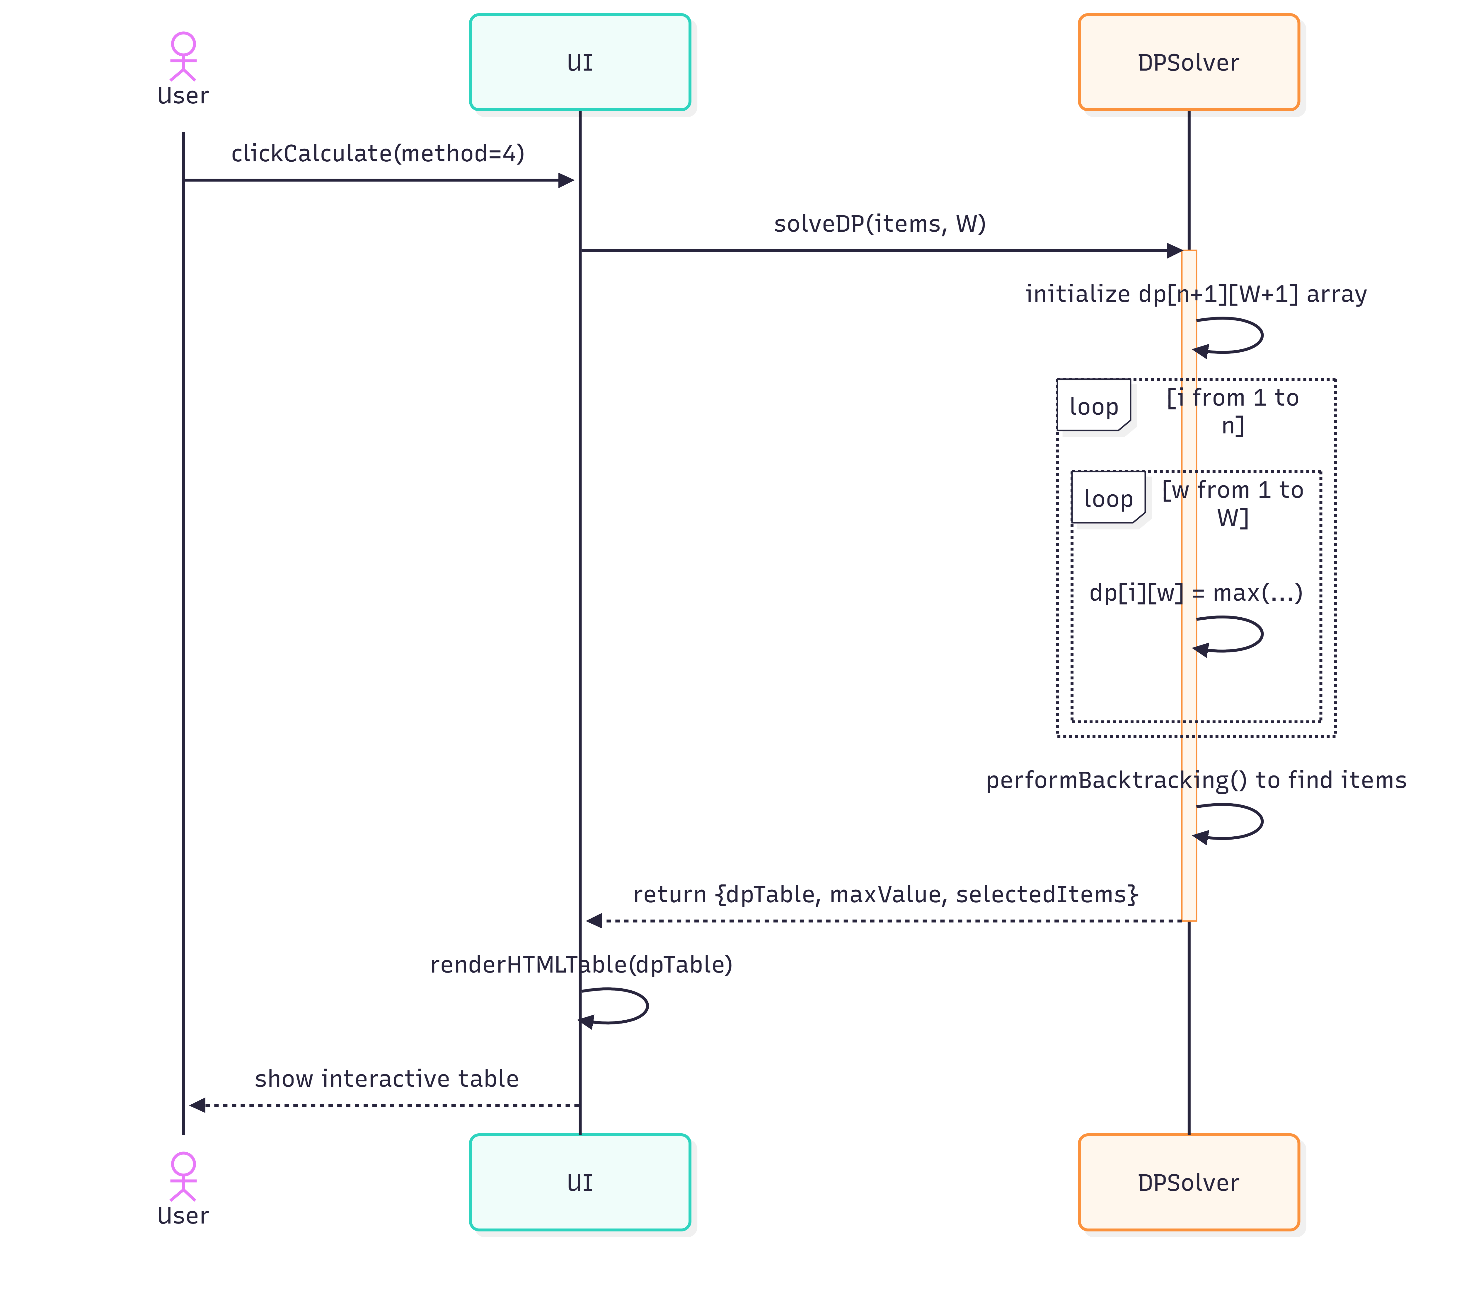 User
UI
DPSolver
clickCalculate(method=4)
solveDP(items, W)
initialize dp[n+1][W+1] array
loop
[i from 1 to
n]
loop
[w from 1 to
W]
dp[i][w] = max(...)
performBacktracking() to find items
return {dpTable, maxValue, selectedItems}
renderHTMLTable(dpTable)
show interactive table
User
UI
DPSolver